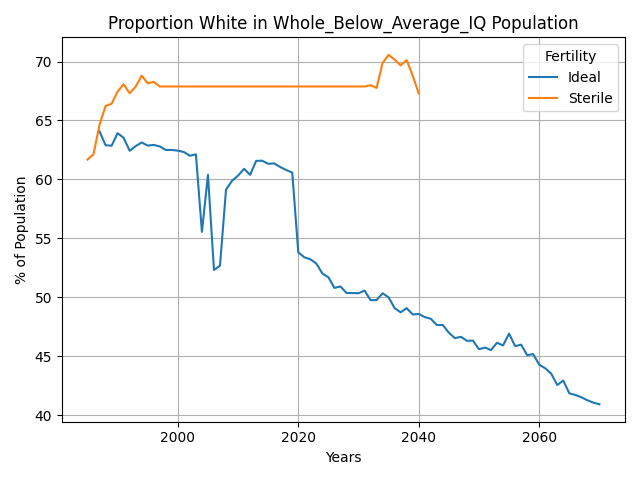 Proportion White in Whole_Below_Average_IQ Population
% of Population
70
65
60
55
50
45
40
2000
2020
2040
2060
Years
Fertility
Ideal
Sterile